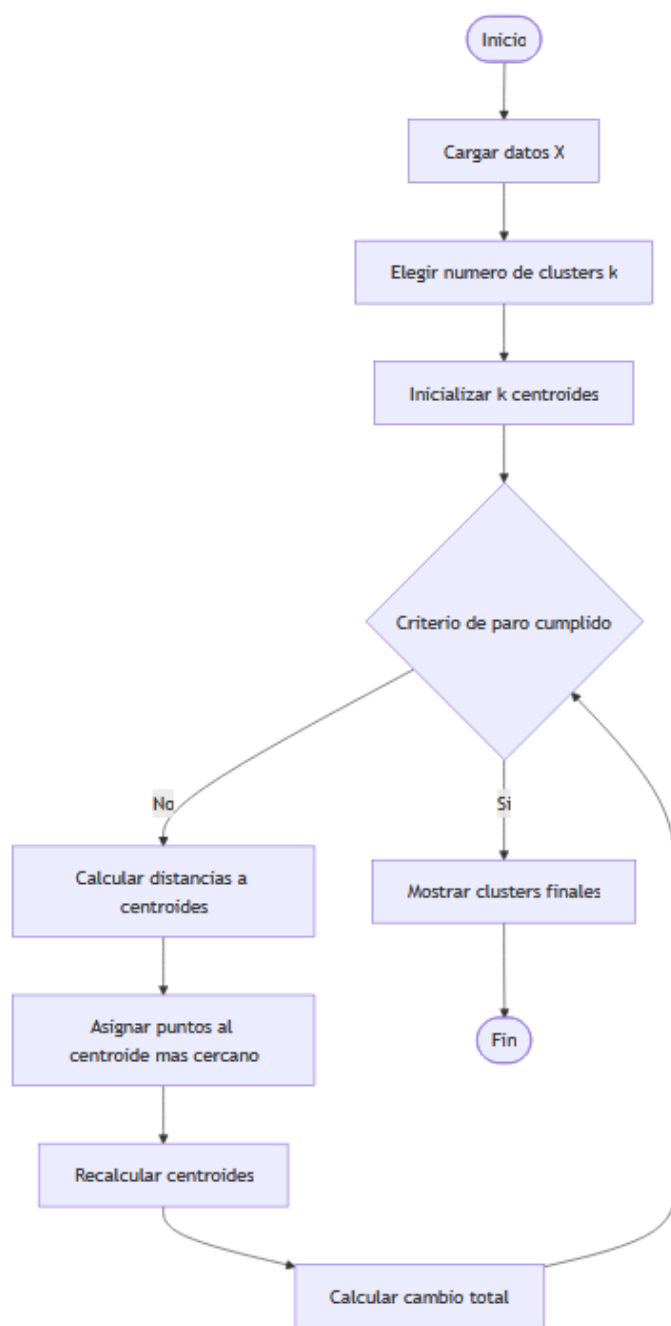 Inicio
Cargar datos X
Elegir numero de clusters k
Inicializar k centroides
Criterio de paro cumplido
No
Si
Calcular distancias a
centroides
Mostrar clusters finales
Asignar puntos al
centroide mas cercano
Fin
Recalcular centroides
Calcular cambio total